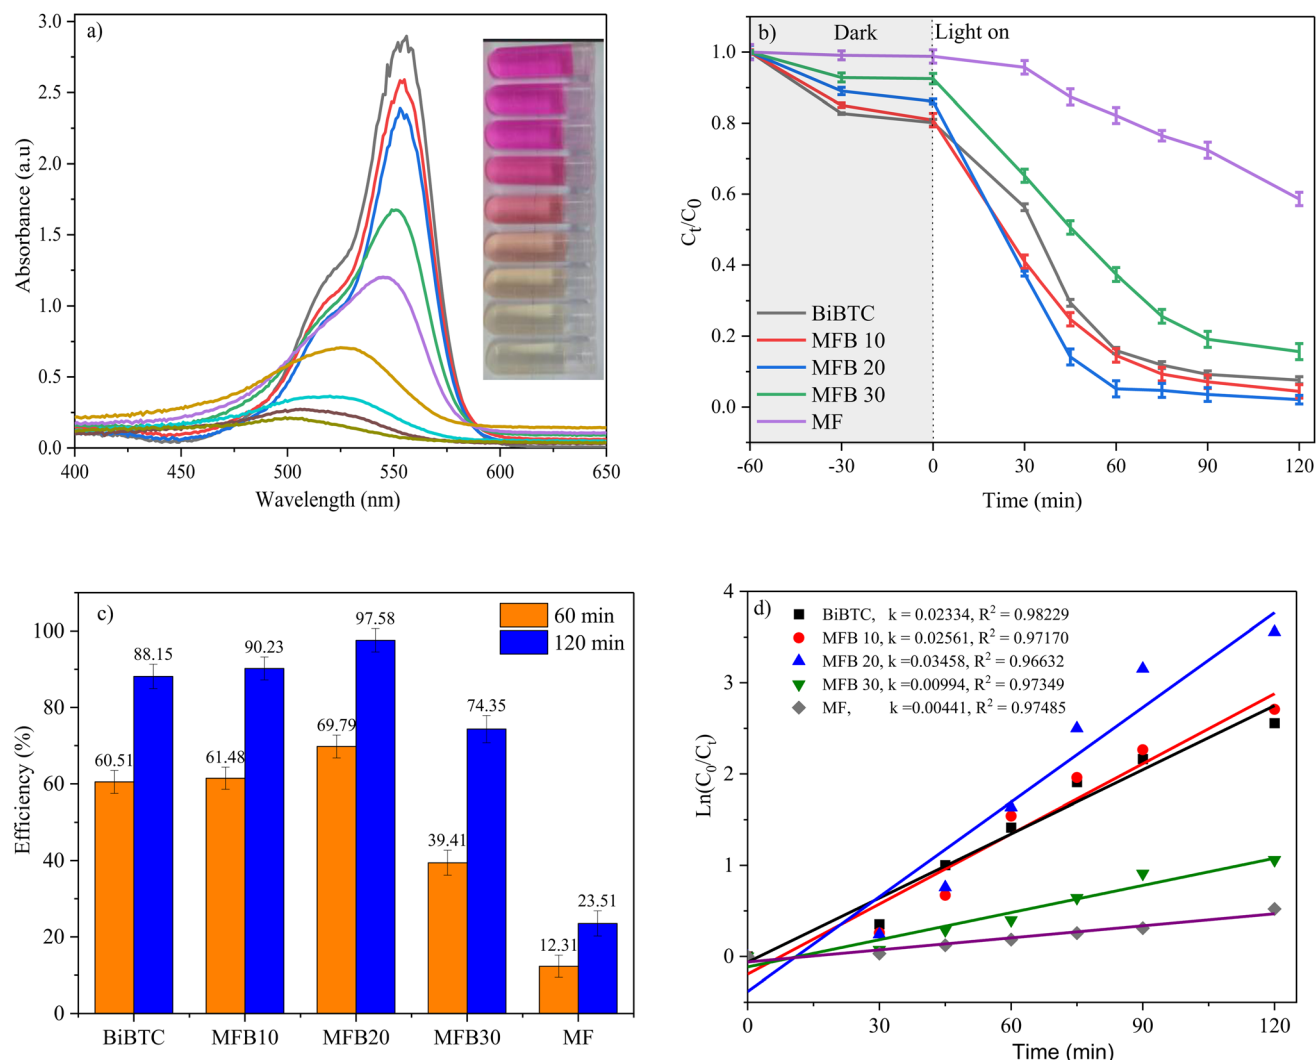 a)
3.0
2.5
2.0
1.5
1.0
0.5
0.0
Absorbance (a.u)
400 450 500 550 600 650
Wavelength (nm)
b)
Dark
Light on
1.0
0.8
0.6
0.4
0.2
0.0
Cₜ/C₀
BiBTC
MFB 10
MFB 20
MFB 30
MF
-60 -30 0 30 45 60 75 90 120
Time (min)
c)
60 min
120 min
100
80
60
40
20
0
Efficiency (%)
60.51 88.15 61.48 90.23 69.79 97.58 39.41 74.35 12.31 23.51
BiBTC MFB10 MFB20 MFB30 MF
d)
BiBTC, k = 0.02334, R² = 0.98229
MFB 10, k = 0.02561, R² = 0.97170
MFB 20, k =0.03458, R² = 0.96632
MFB 30, k =0.00994, R² = 0.97349
MF, k =0.00441, R² = 0.97485
4
3
2
1
0
Ln(C₀/Cₜ)
0 30 60 90 120
Time (min)